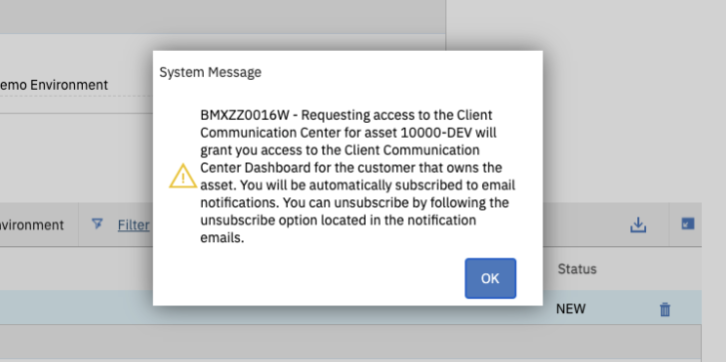 emo Environment
System Message
BMXZZ0016W - Requesting access to the Client
Communication Center for asset 10000-DEV will
grant you access to the Client Communication
Center Dashboard for the customer that owns the
asset. You will be automatically subscribed to email
notifications. You can unsubscribe by following the
unsubscribe option located in the notification
emails.
OK
vironment Filter
Status
NEW